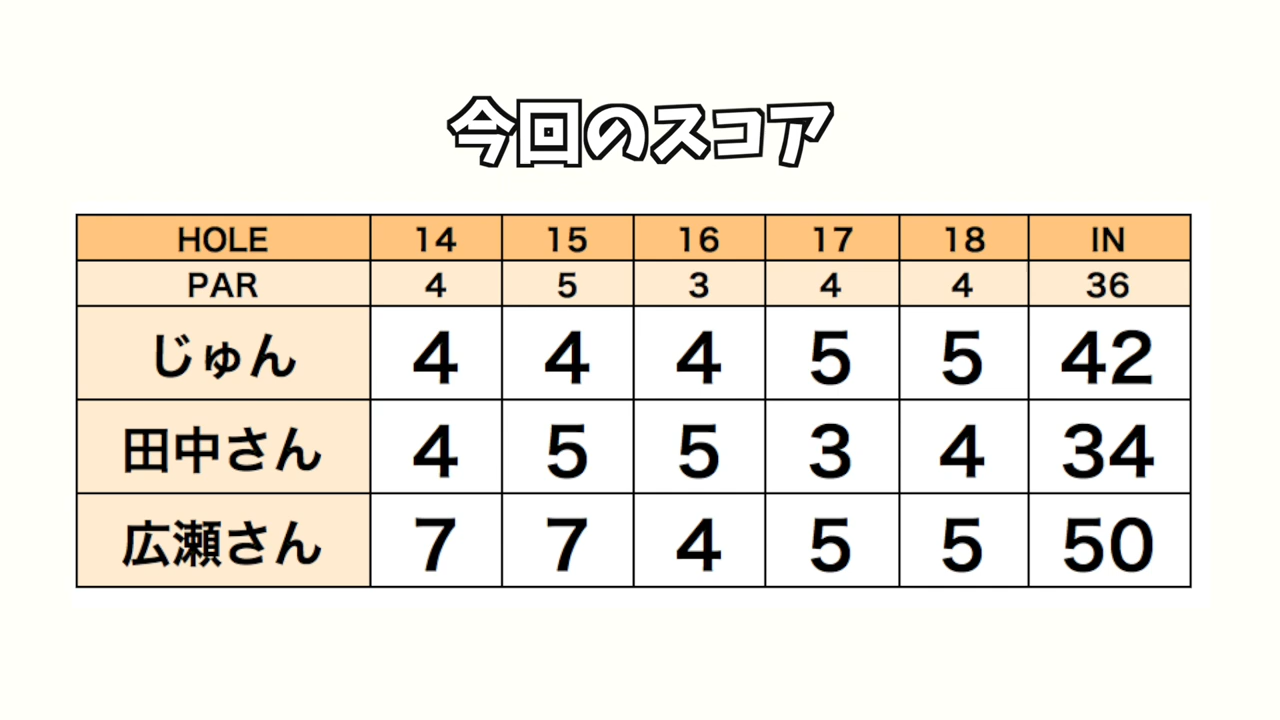 今回のスコア
HOLE 14 15 16 17 18 IN
PAR 4 5 3 4 4 36
じゅん 4 4 4 5 5 42
田中さん 4 5 5 3 4 34
広瀬さん 7 7 4 5 5 50